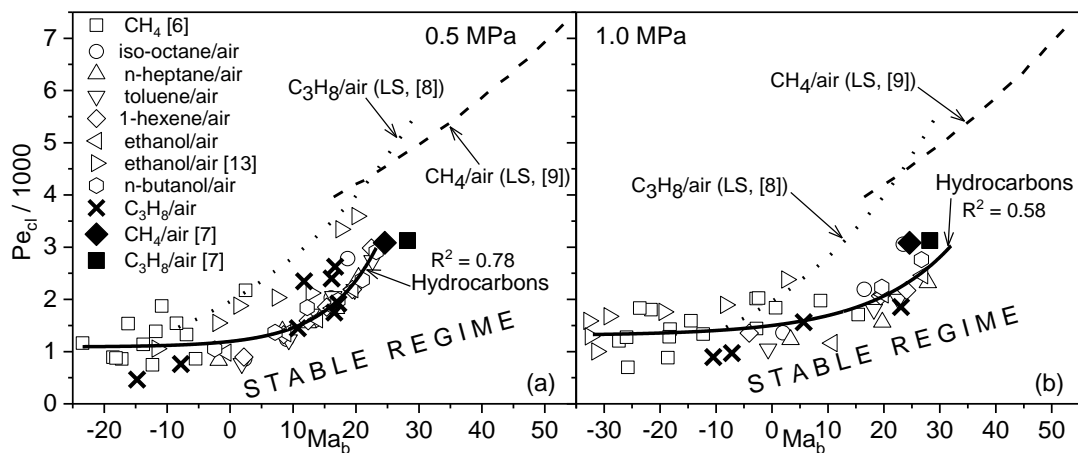 Pe_cl / 1000
7
6
5
4
3
2
1
0
CH4 [6]
iso-octane/air
n-heptane/air
toluene/air
1-hexene/air
ethanol/air
ethanol/air [13]
n-butanol/air
C3H8/air
CH4/air [7]
C3H8/air [7]
0.5 MPa
C3H8/air (LS, [8])
CH4/air (LS, [9])
R2 = 0.78
Hydrocarbons
STABLE REGIME
(a)
-20 -10 0 10 20 30 40 50
Ma_b
1.0 MPa
CH4/air (LS, [9])
C3H8/air (LS, [8])
Hydrocarbons
R2 = 0.58
STABLE REGIME
(b)
-30 -20 -10 0 10 20 30 40 50
Ma_b